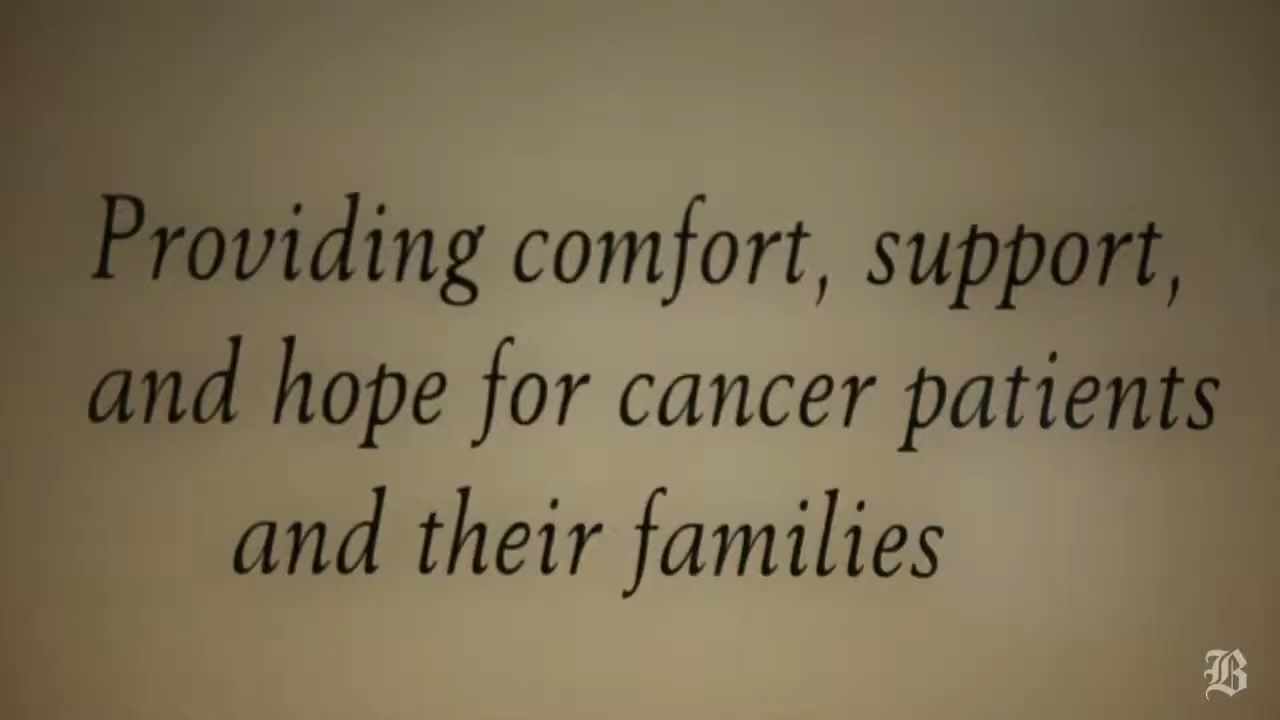 Providing comfort, support,
and hope for cancer patients
and their families
B